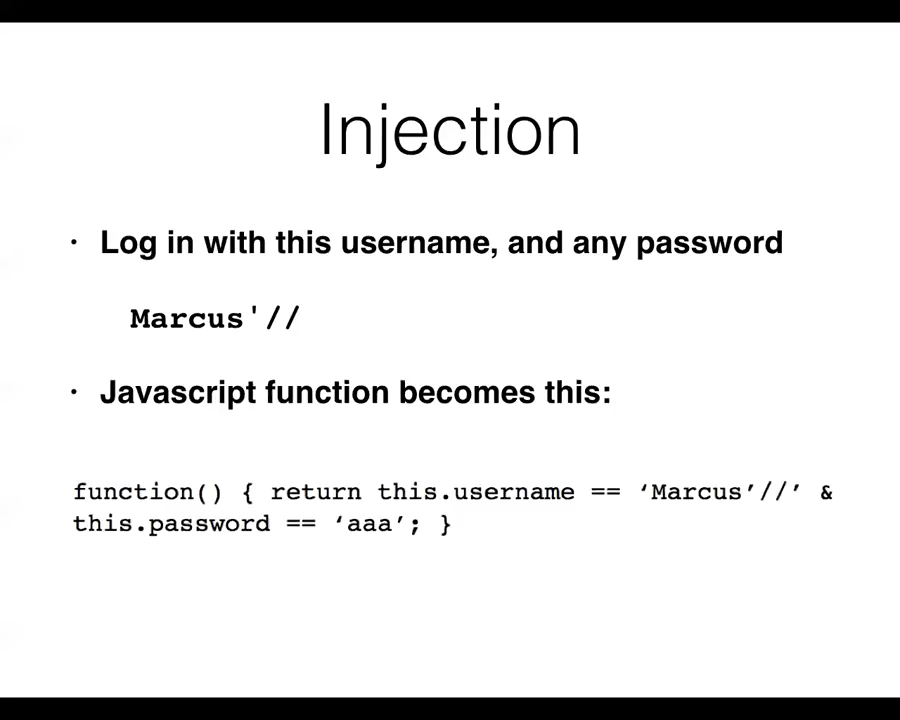 Injection
· Log in with this username, and any password
Marcus'//
· Javascript function becomes this:
function() { return this.username == ‘Marcus’//’ &
this.password == ‘aaa’; }